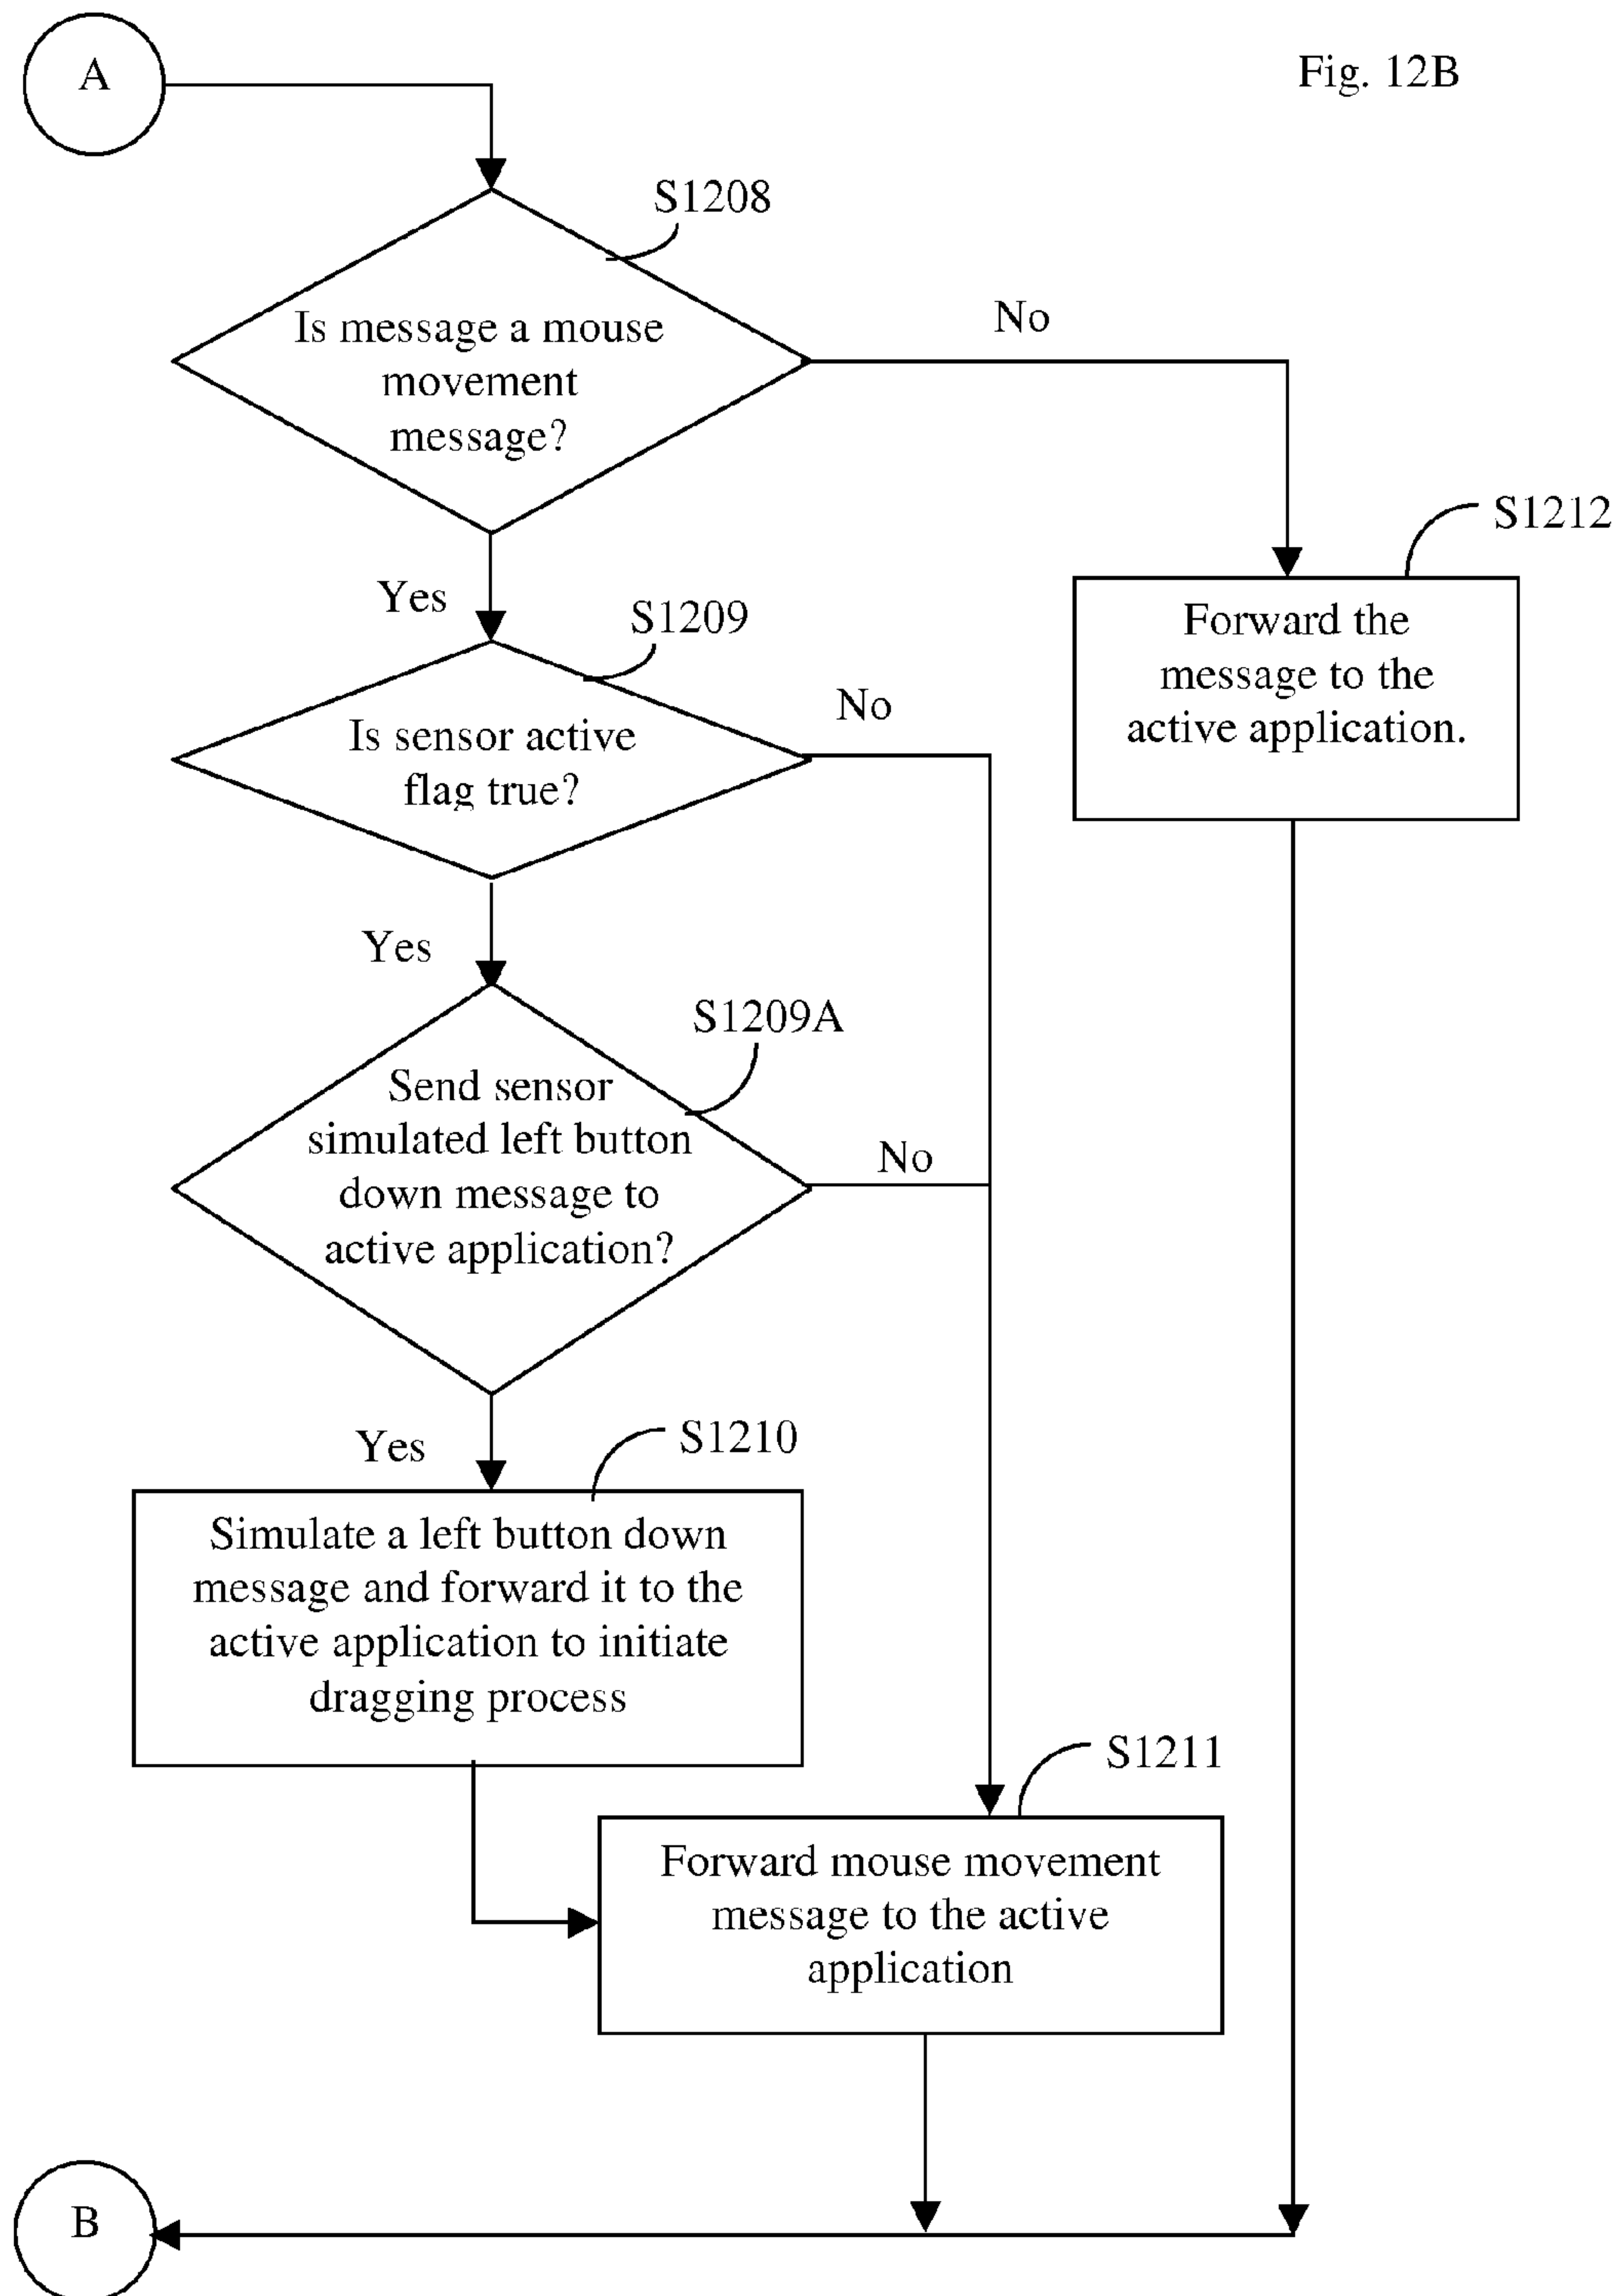 A
Fig. 12B
S1208
Is message a mouse
movement
message?
No
S1212
Yes
S1209
Forward the
message to the
active application.
No
Is sensor active
flag true?
Yes
S1209A
Send sensor
simulated left button
down message to
active application?
No
Yes
S1210
Simulate a left button down
message and forward it to the
active application to initiate
dragging process
S1211
Forward mouse movement
message to the active
application
B